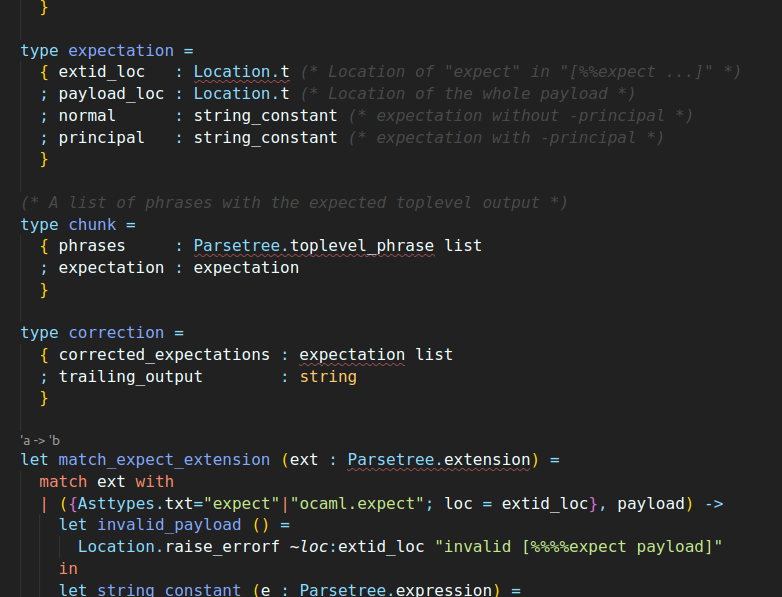 }
type expectation =
{ extid_loc : Location.t (* Location of "expect" in "[%%expect ...]" *)
; payload_loc : Location.t (* Location of the whole payload *)
; normal : string_constant (* expectation without -principal *)
; principal : string_constant (* expectation with -principal *)
}
(* A list of phrases with the expected toplevel output *)
type chunk =
{ phrases : Parsetree.toplevel_phrase list
; expectation : expectation
}
type correction =
{ corrected_expectations : expectation list
; trailing_output : string
}
'a -> 'b
let match_expect_extension (ext : Parsetree.extension) =
match ext with
| ({Asttypes.txt="expect"|"ocaml.expect"; loc = extid_loc}, payload) ->
let invalid_payload () =
Location.raise_errorf ~loc:extid_loc "invalid [%%%%expect payload]"
in
let string_constant (e : Parsetree.expression) =